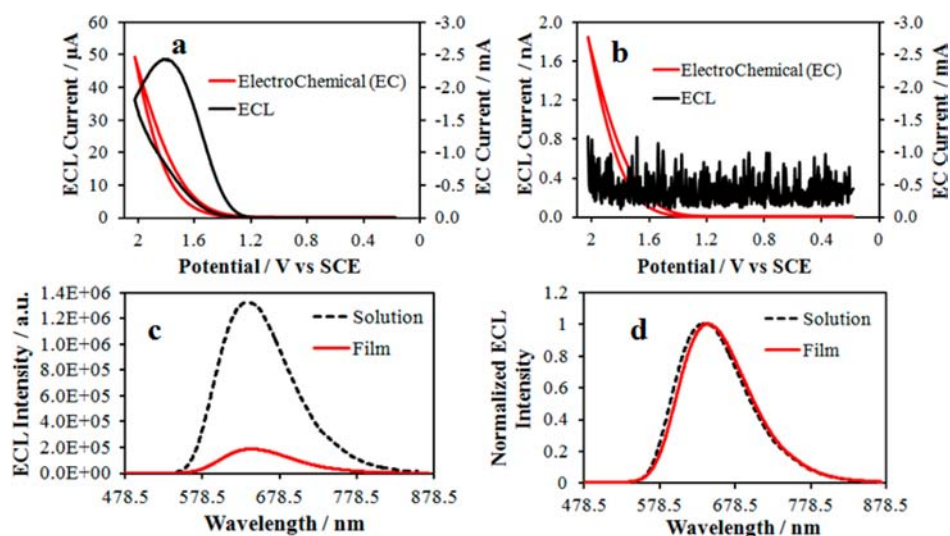 a
ECL Current / µA
60
50
40
30
20
10
0
ElectroChemical (EC)
ECL
-3.0
-2.5
-2.0
-1.5
-1.0
-0.5
0.0
EC Current / mA
2 1.6 1.2 0.8 0.4 0
Potential / V vs SCE
b
ECL Current / nA
2.0
1.6
1.2
0.8
0.4
0.0
ElectroChemical (EC)
ECL
-3.0
-2.5
-2.0
-1.5
-1.0
-0.5
0.0
EC Current / mA
2 1.6 1.2 0.8 0.4 0
Potential / V vs SCE
c
ECL Intensity / a.u.
1.4E+06
1.2E+06
1.0E+06
8.0E+05
6.0E+05
4.0E+05
2.0E+05
0.0E+00
Solution
Film
478.5 578.5 678.5 778.5 878.5
Wavelength / nm
d
Normalized ECL
Intensity
1.2
1
0.8
0.6
0.4
0.2
0
Solution
Film
478.5 578.5 678.5 778.5 878.5
Wavelength / nm